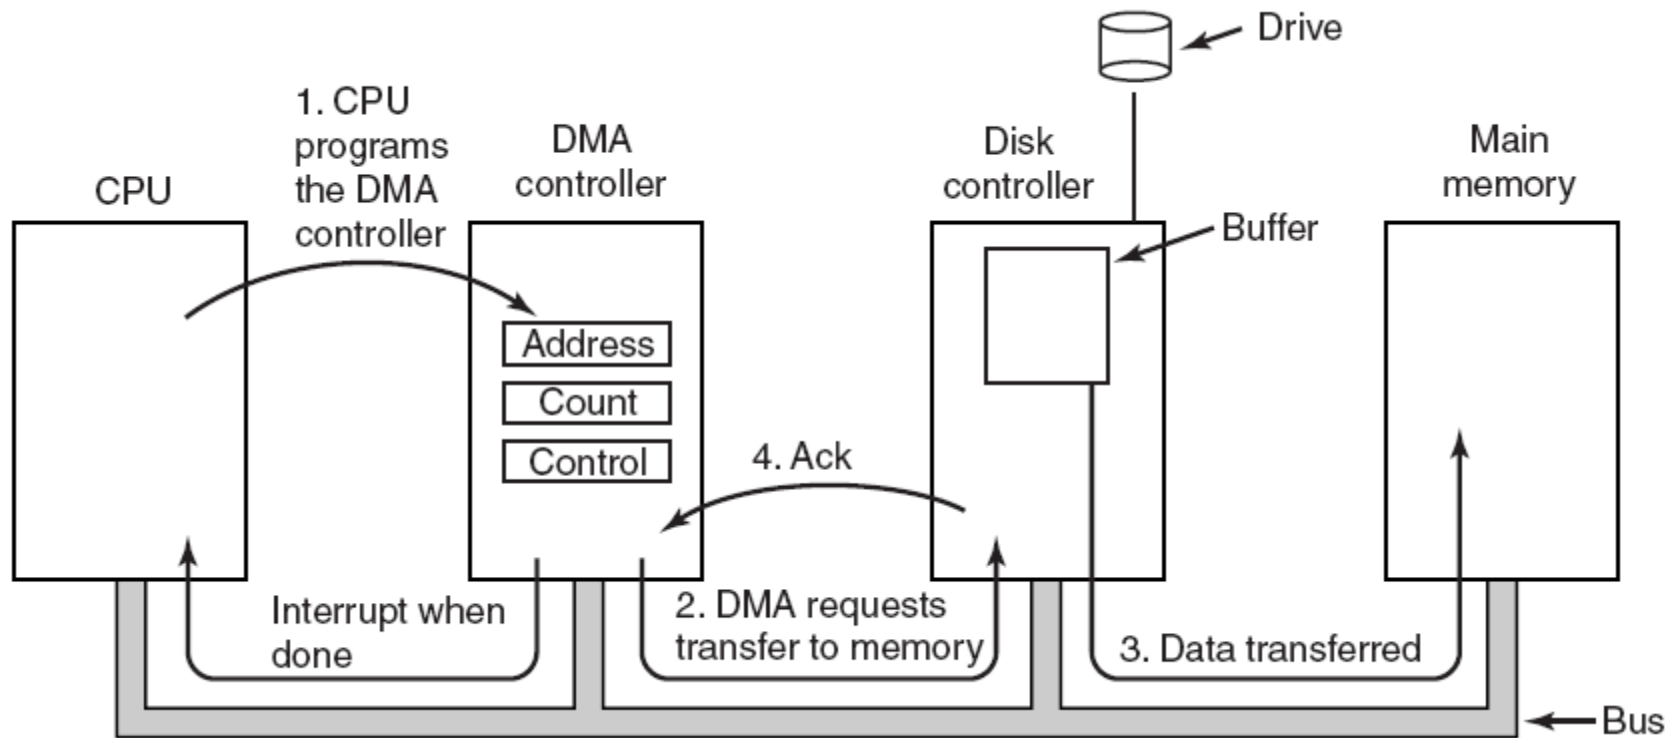 Drive
1. CPU
programs
the DMA
controller
CPU
DMA
controller
Disk
controller
Main
memory
Buffer
Address
Count
Control
4. Ack
Interrupt when
done
2. DMA requests
transfer to memory
3. Data transferred
Bus